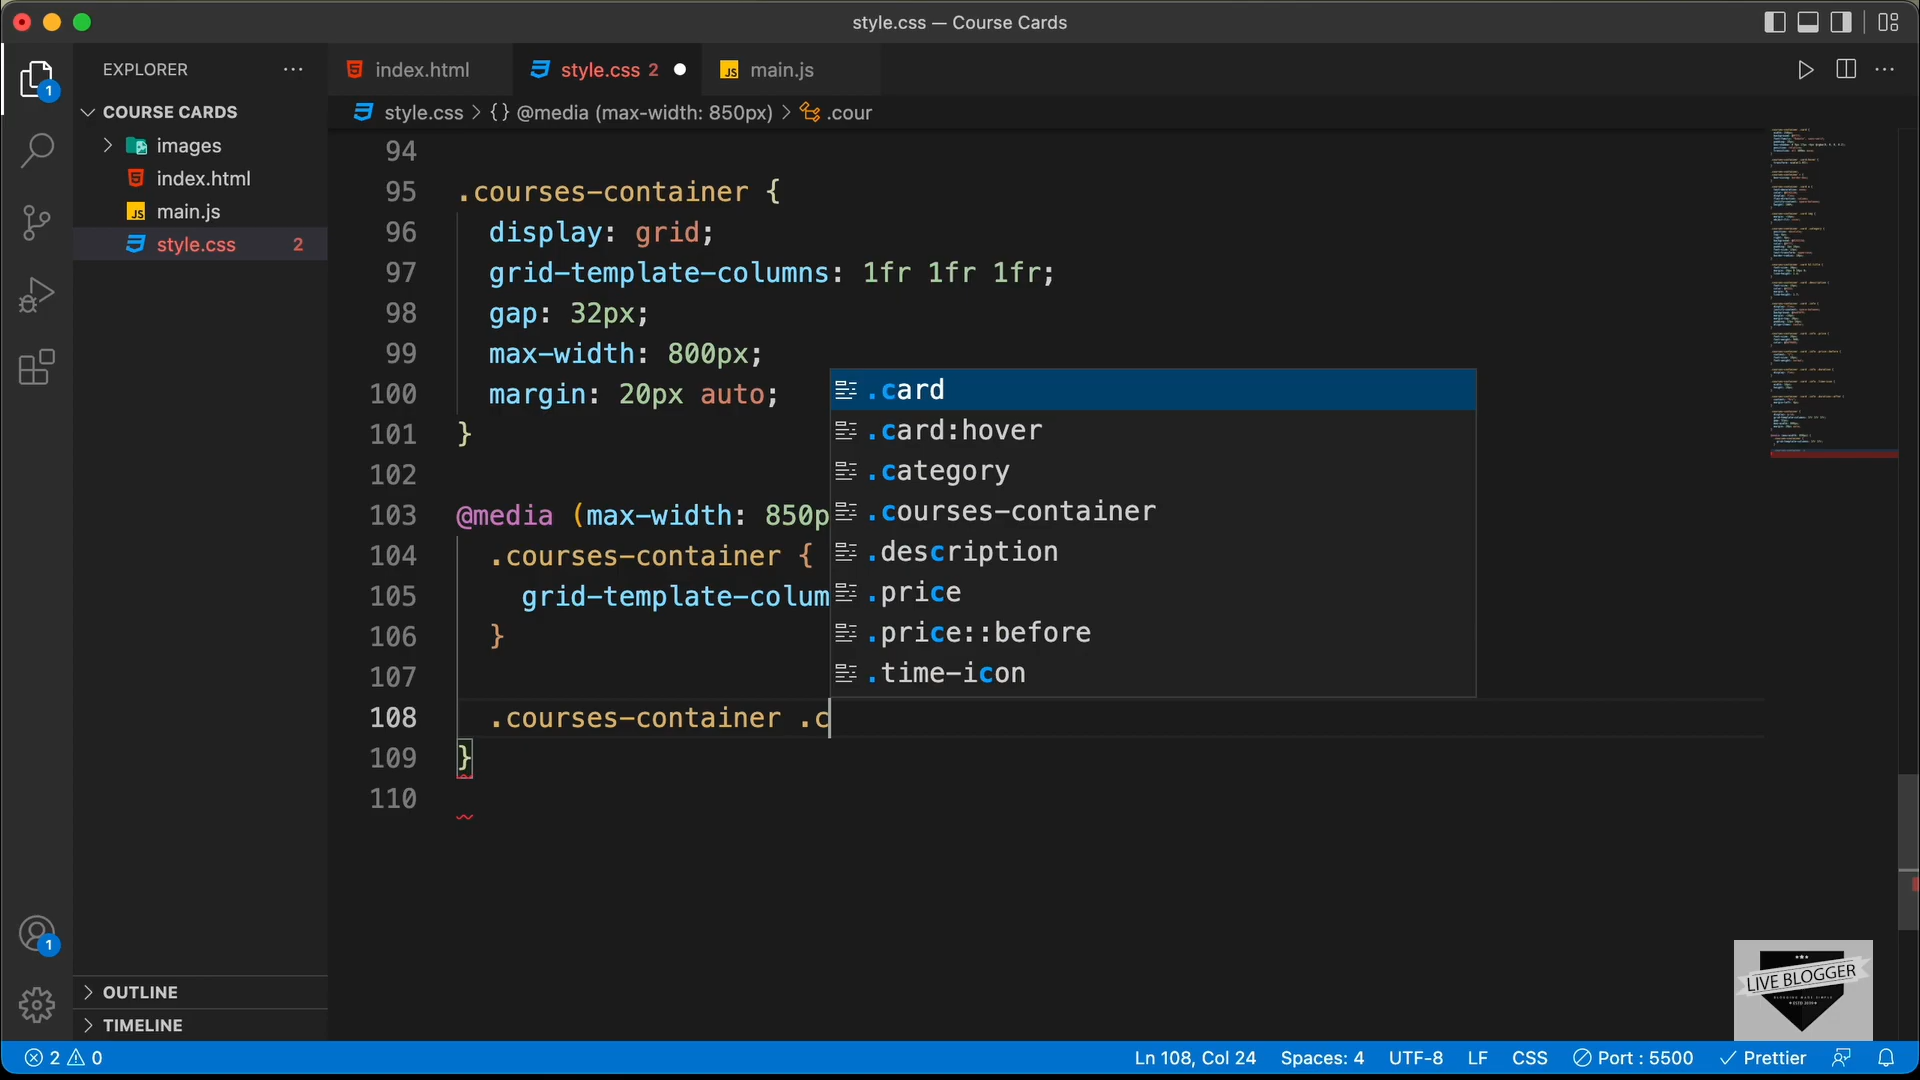 style.css — Course Cards
EXPLORER
index.html
style.css 2
main.js
1
COURSE CARDS
style.css > {} @media (max-width: 850px) > .cour
images
index.html
main.js
style.css 2
94
95 .courses-container {
96 display: grid;
97 grid-template-columns: 1fr 1fr 1fr;
98 gap: 32px;
99 max-width: 800px;
100 margin: 20px auto;
101 }
102
103 @media (max-width: 850p
104 .courses-container {
105 grid-template-colum
106 }
107
108 .courses-container .c
109 }
110
.card
.card:hover
.category
.courses-container
.description
.price
.price::before
.time-icon
1
OUTLINE
TIMELINE
LIVE BLOGGER
2 0
Ln 108, Col 24 Spaces: 4 UTF-8 LF CSS Port : 5500 Prettier